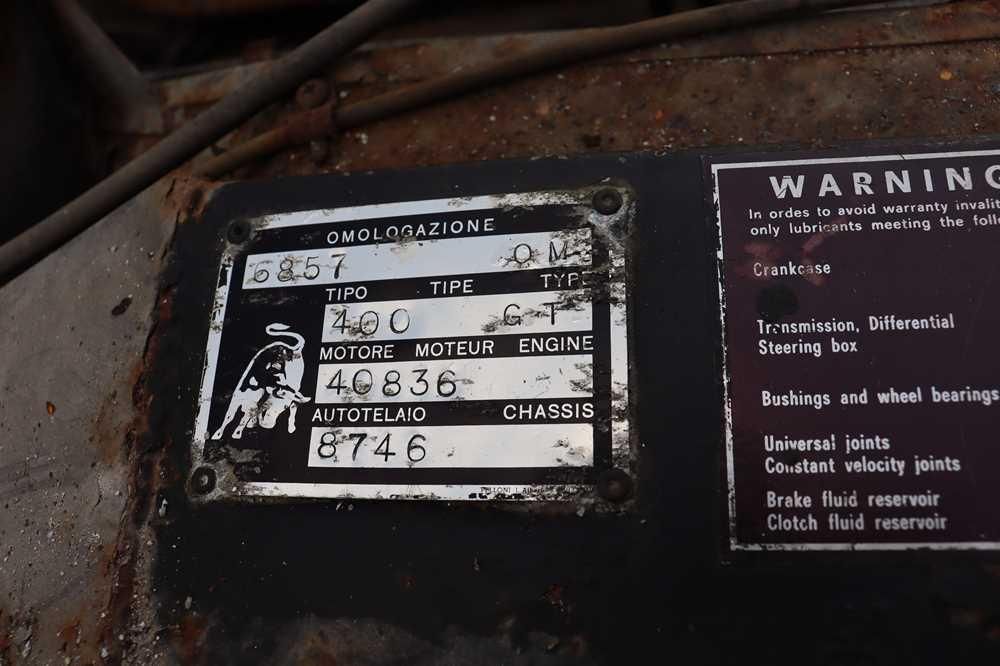 OMOLOGAZIONE
6857 OM
TIPO TIPE TYPE
400 GT
MOTORE MOTEUR ENGINE
40836
AUTOTELAIO CHASSIS
8746
WARNING
In ordes to avoid warranty invalit
only lubricants meeting the foll
Crankcase
Transmission, Differential
Steering box
Bushings and wheel bearings
Universal joints
Constant velocity joints
Brake fluid reservoir
Clotch fluid reservoir